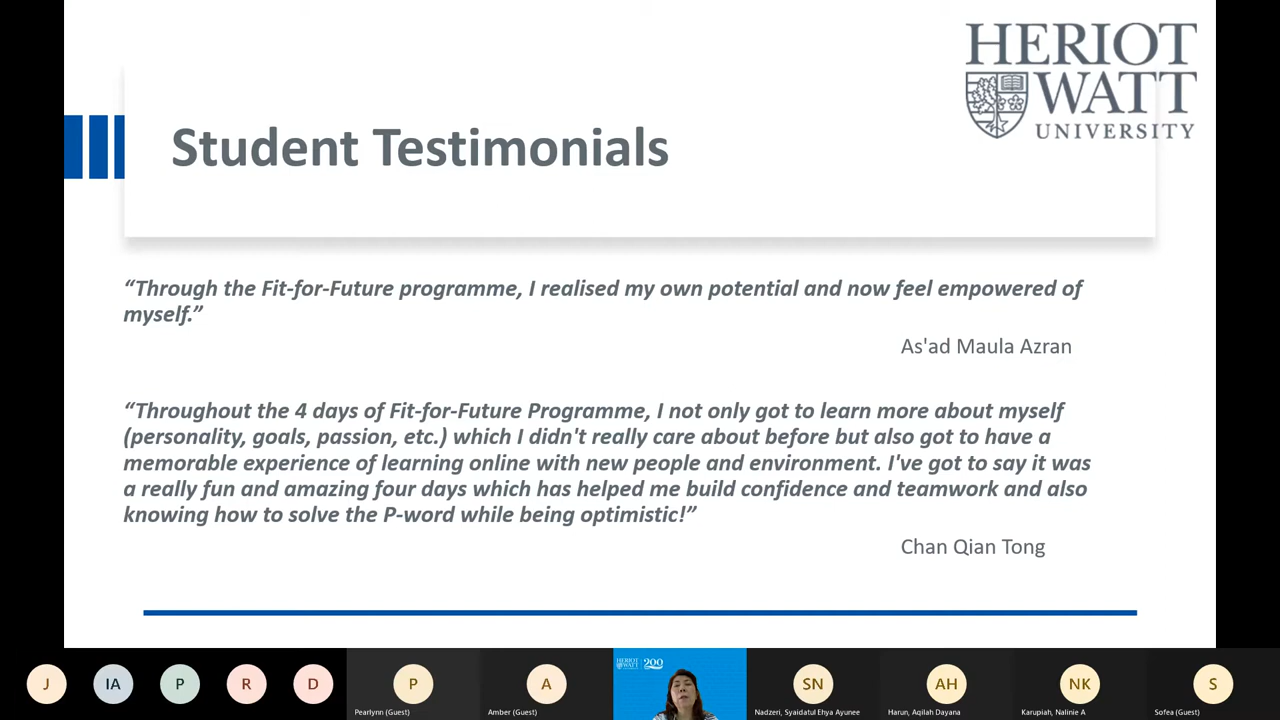 HERIOT
WATT
UNIVERSITY
Student Testimonials
“Through the Fit-for-Future programme, I realised my own potential and now feel empowered of
myself.”
As'ad Maula Azran
“Throughout the 4 days of Fit-for-Future Programme, I not only got to learn more about myself
(personality, goals, passion, etc.) which I didn't really care about before but also got to have a
memorable experience of learning online with new people and environment. I've got to say it was
a really fun and amazing four days which has helped me build confidence and teamwork and also
knowing how to solve the P-word while being optimistic!”
Chan Qian Tong
J
IA
P
R
D
P
Pearlynn (Guest)
A
Amber (Guest)
HERIOT
WATT
200
SN
Nadzeri, Syaidatul Ehya Ayunee
AH
Harun, Aqilah Dayana
NK
Karupiah, Nalinie A
S
Sofea (Guest)